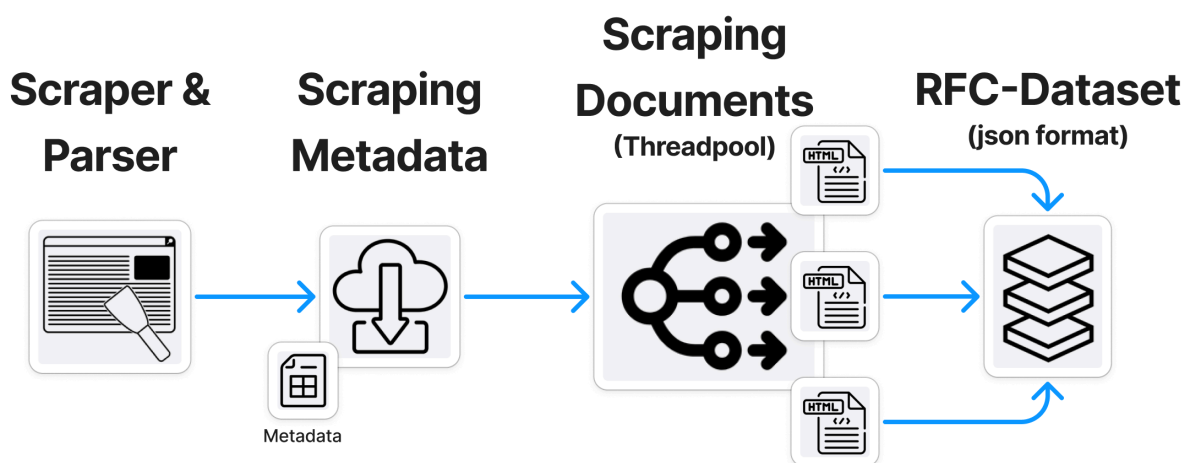 Scraper &
Parser
Scraping
Metadata
Metadata
Scraping
Documents
(Threadpool)
HTML
</>
HTML
</>
HTML
</>
RFC-Dataset
(json format)